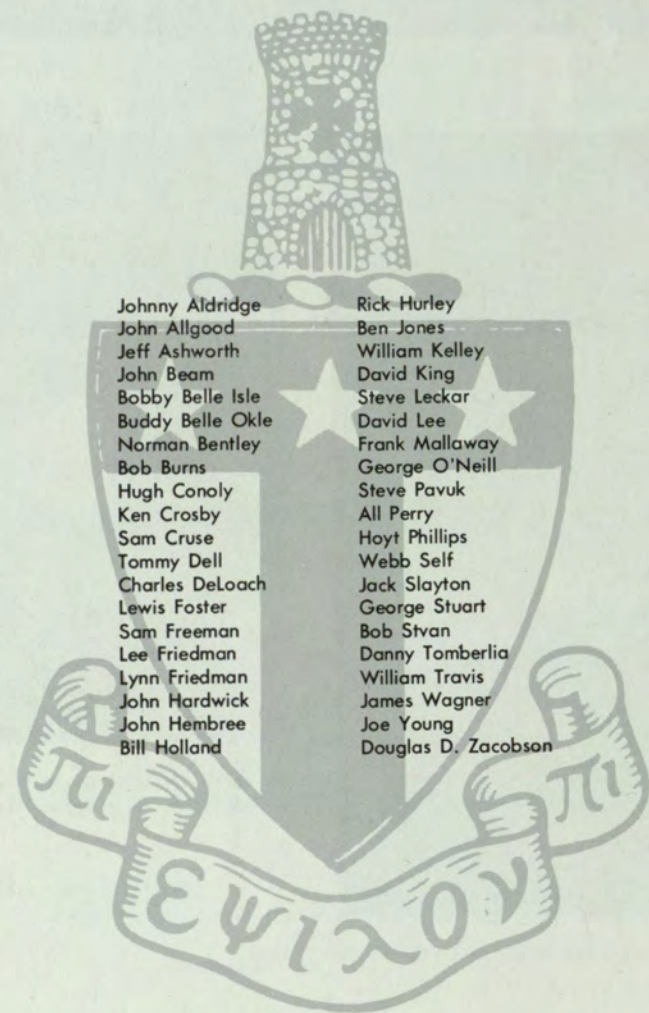 Johnny Aldridge
John Allgood
Jeff Ashworth
John Beam
Bobby Belle Isle
Buddy Belle Okle
Norman Bentley
Bob Burns
Hugh Conoly
Ken Crosby
Sam Cruse
Tommy Dell
Charles DeLoach
Lewis Foster
Sam Freeman
Lee Friedman
Lynn Friedman
John Hardwick
John Hembree
Bill Holland
Rick Hurley
Ben Jones
William Kelley
David King
Steve Leckar
David Lee
Frank Mallaway
George O'Neill
Steve Pavuk
All Perry
Hoyt Phillips
Webb Self
Jack Slayton
George Stuart
Bob Stvan
Danny Tomberlia
William Travis
James Wagner
Joe Young
Douglas D. Zacobson
πι εψιλον πι